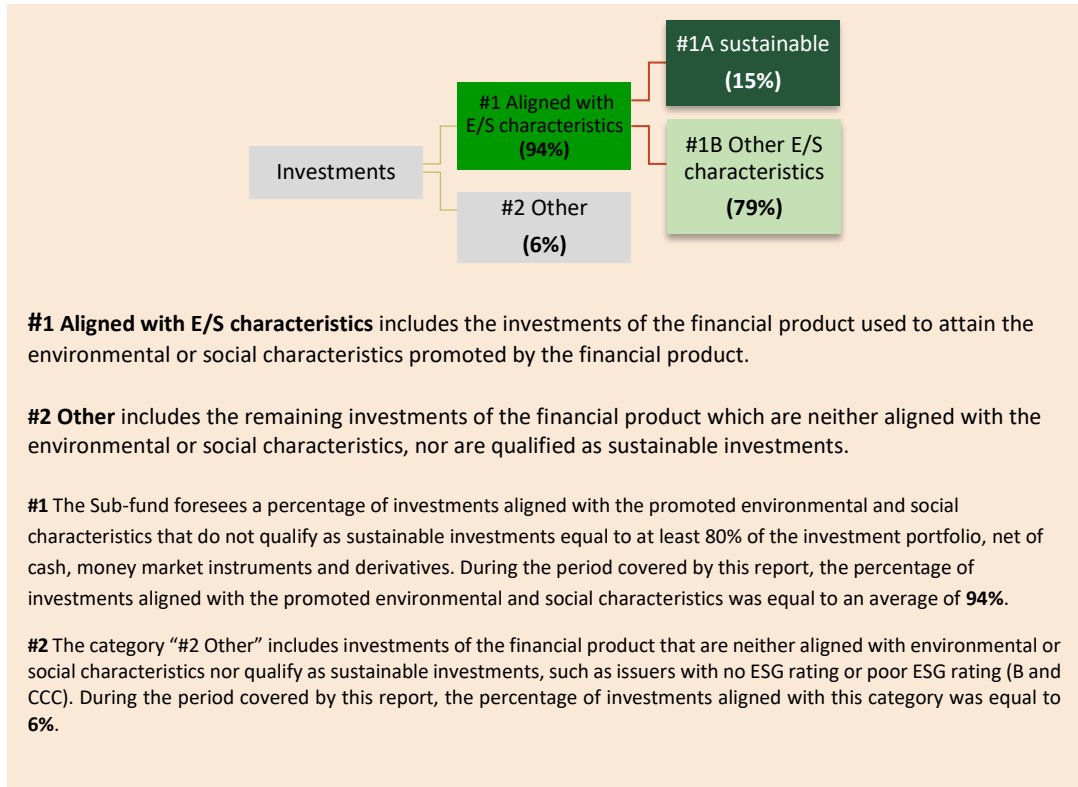 #1A sustainable
(15%)
#1 Aligned with
E/S characteristics
(94%)
#1B Other E/S
characteristics
(79%)
Investments
#2 Other
(6%)
#1 Aligned with E/S characteristics includes the investments of the financial product used to attain the
environmental or social characteristics promoted by the financial product.
#2 Other includes the remaining investments of the financial product which are neither aligned with the
environmental or social characteristics, nor are qualified as sustainable investments.
#1 The Sub-fund foresees a percentage of investments aligned with the promoted environmental and social
characteristics that do not qualify as sustainable investments equal to at least 80% of the investment portfolio, net of
cash, money market instruments and derivatives. During the period covered by this report, the percentage of
investments aligned with the promoted environmental and social characteristics was equal to an average of 94%.
#2 The category “#2 Other” includes investments of the financial product that are neither aligned with environmental or
social characteristics nor qualify as sustainable investments, such as issuers with no ESG rating or poor ESG rating (B and
CCC). During the period covered by this report, the percentage of investments aligned with this category was equal to
6%.